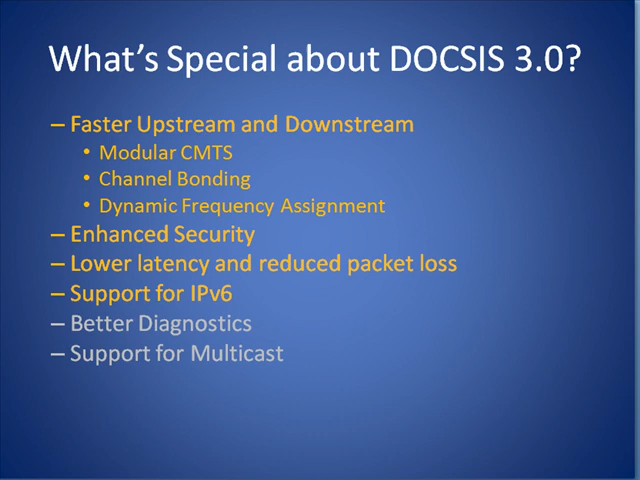 What's Special about DOCSIS 3.0?
– Faster Upstream and Downstream
• Modular CMTS
• Channel Bonding
• Dynamic Frequency Assignment
– Enhanced Security
– Lower latency and reduced packet loss
– Support for IPv6
– Better Diagnostics
– Support for Multicast